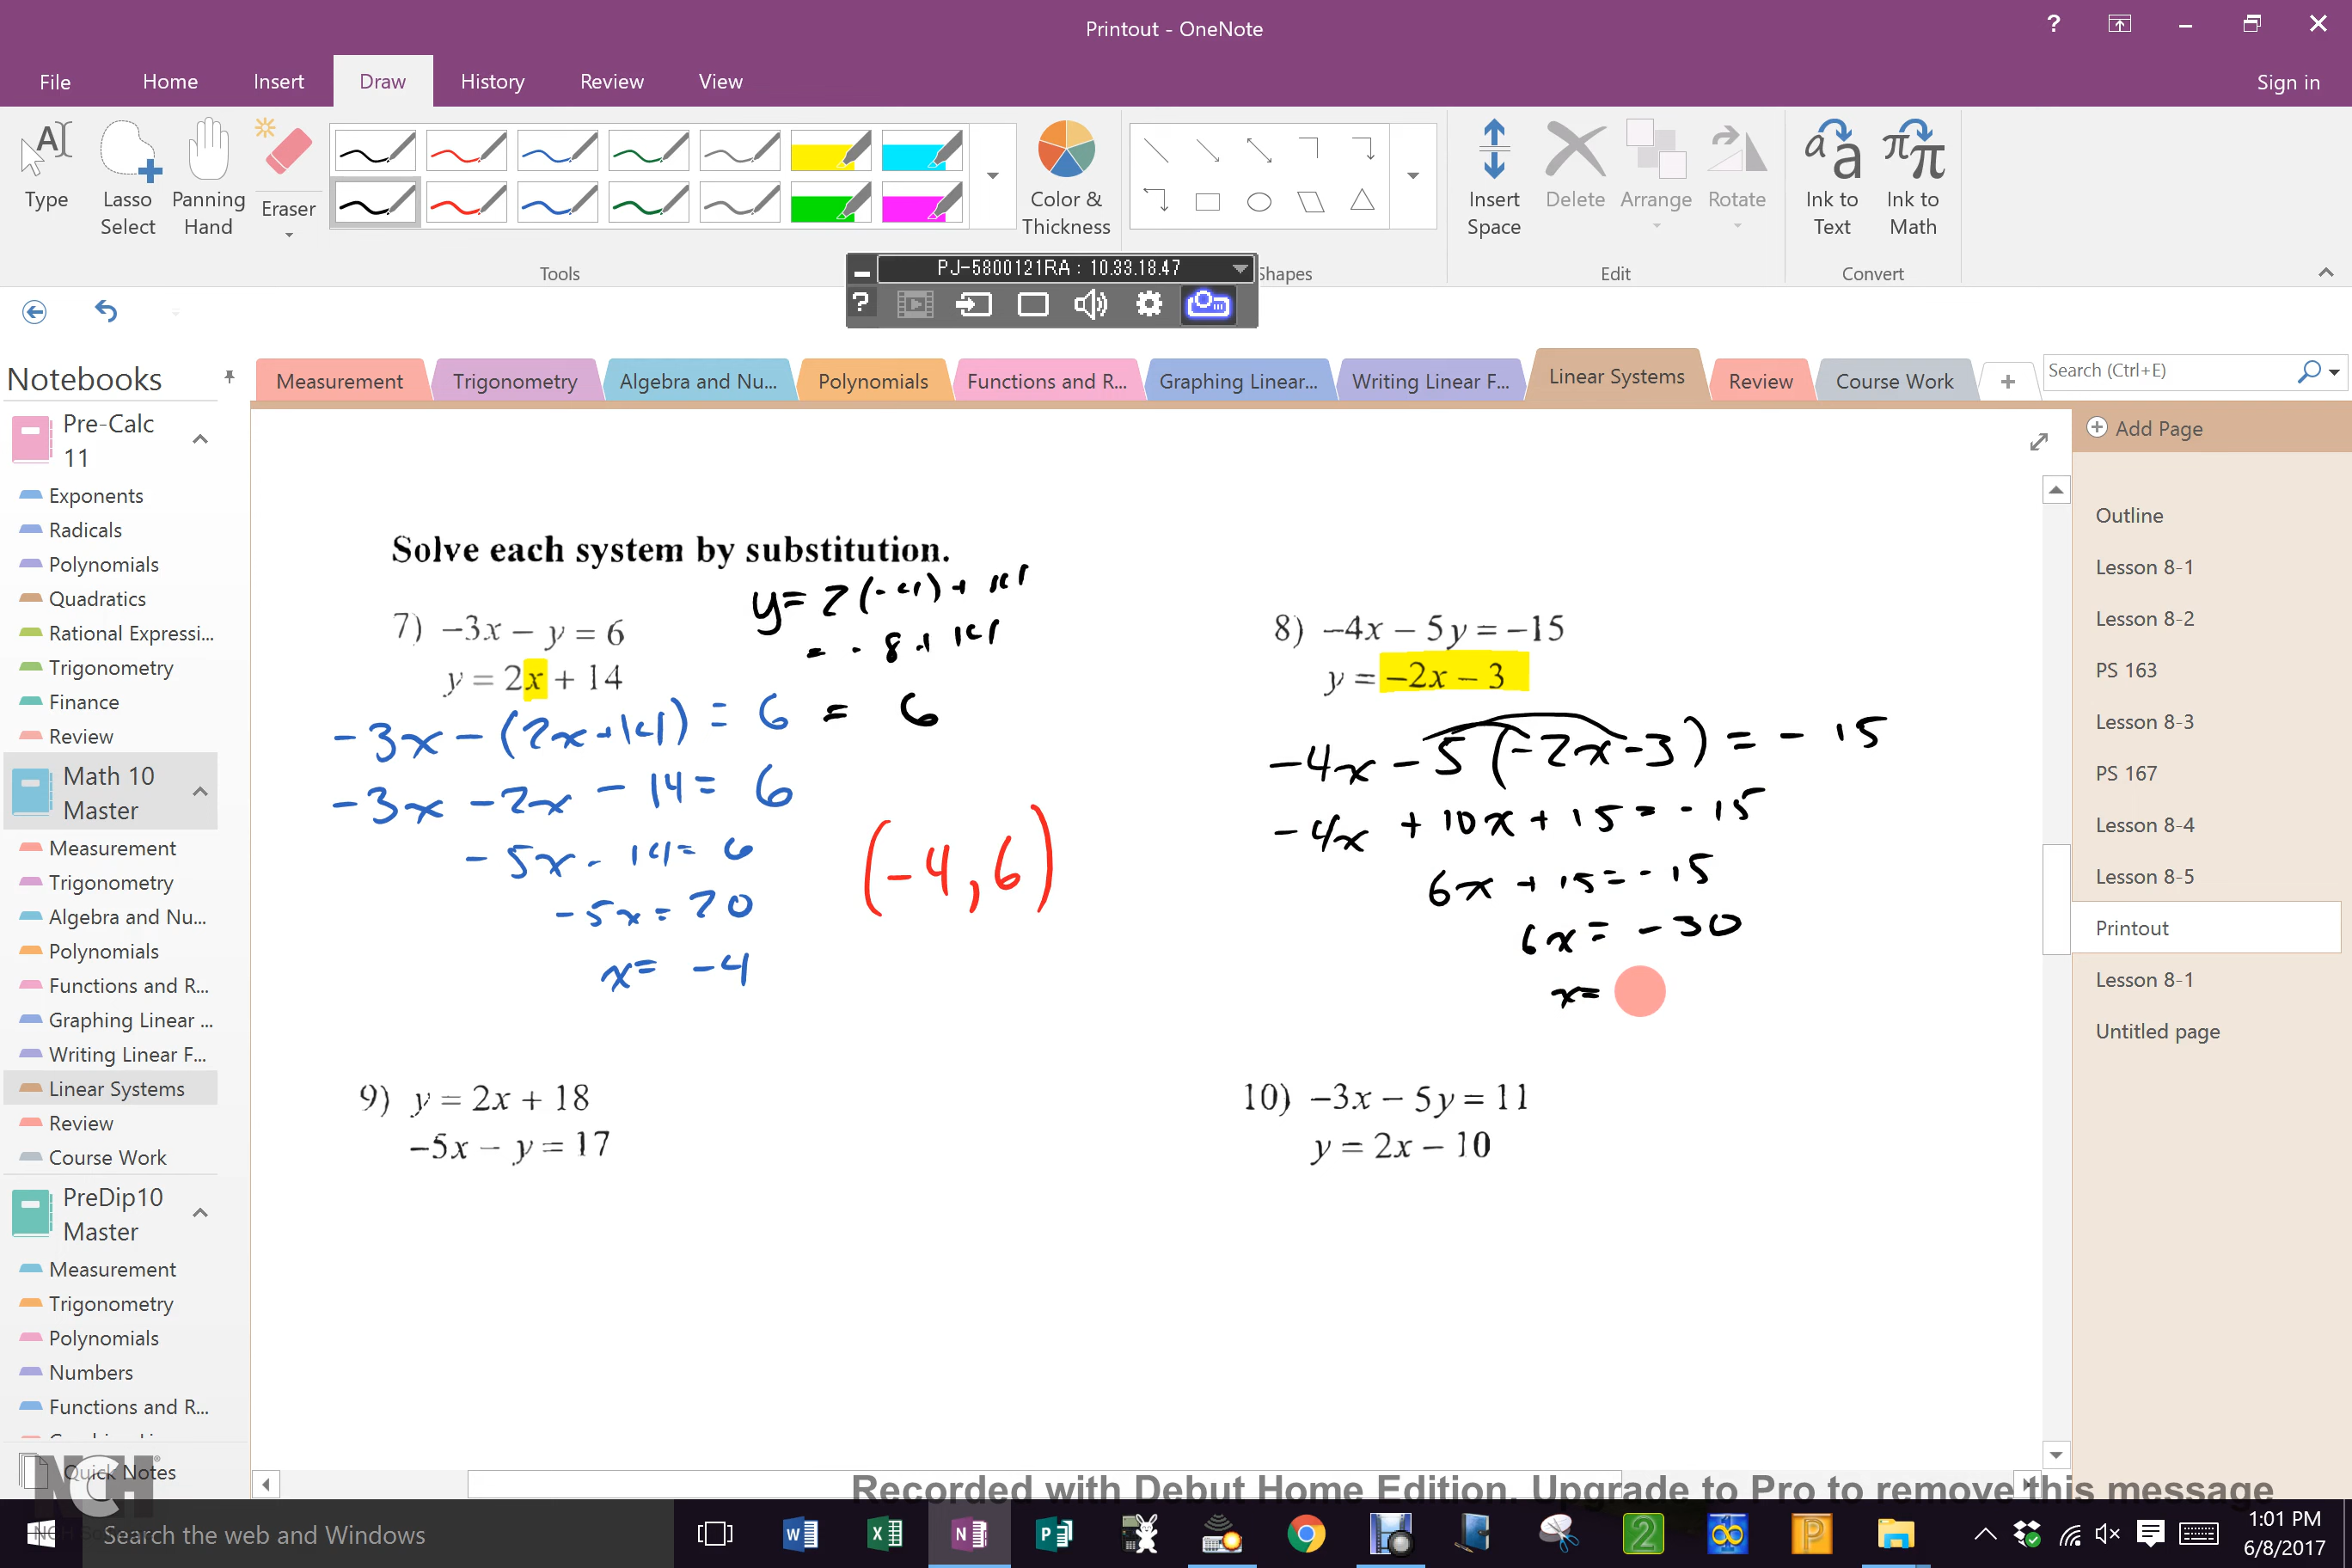 Printout - OneNote
?
File Home Insert Draw History Review View Sign in
Type
Lasso Select
Panning Hand
Eraser
Color & Thickness
Insert Space
Delete
Arrange
Rotate
Ink to Text
Ink to Math
Tools
Shapes
Edit
Convert
PJ-5800121RA : 10.33.18.47
?
Notebooks
Measurement
Trigonometry
Algebra and Nu...
Polynomials
Functions and R...
Graphing Linear...
Writing Linear F...
Linear Systems
Review
Course Work
+
Search (Ctrl+E)
Pre-Calc 11
Exponents
Radicals
Polynomials
Quadratics
Rational Expressi...
Trigonometry
Finance
Review
Math 10 Master
Measurement
Trigonometry
Algebra and Nu...
Polynomials
Functions and R...
Graphing Linear ...
Writing Linear F...
Linear Systems
Review
Course Work
PreDip10 Master
Measurement
Trigonometry
Polynomials
Numbers
Functions and R...
Quick Notes
Solve each system by substitution.
7) -3x - y = 6
y = 2x + 14
y = 2(-4) + 14
= -8 + 14
= 6
-3x - (2x + 14) = 6
-3x - 2x - 14 = 6
-5x - 14 = 6
-5x = 20
x = -4
(-4, 6)
8) -4x - 5y = -15
y = -2x - 3
-4x - 5(-2x - 3) = -15
-4x + 10x + 15 = -15
6x + 15 = -15
6x = -30
x =
9) y = 2x + 18
-5x - y = 17
10) -3x - 5y = 11
y = 2x - 10
Add Page
Outline
Lesson 8-1
Lesson 8-2
PS 163
Lesson 8-3
PS 167
Lesson 8-4
Lesson 8-5
Printout
Lesson 8-1
Untitled page
NCH
Recorded with Debut Home Edition. Upgrade to Pro to remove this message
Search the web and Windows
1:01 PM
6/8/2017